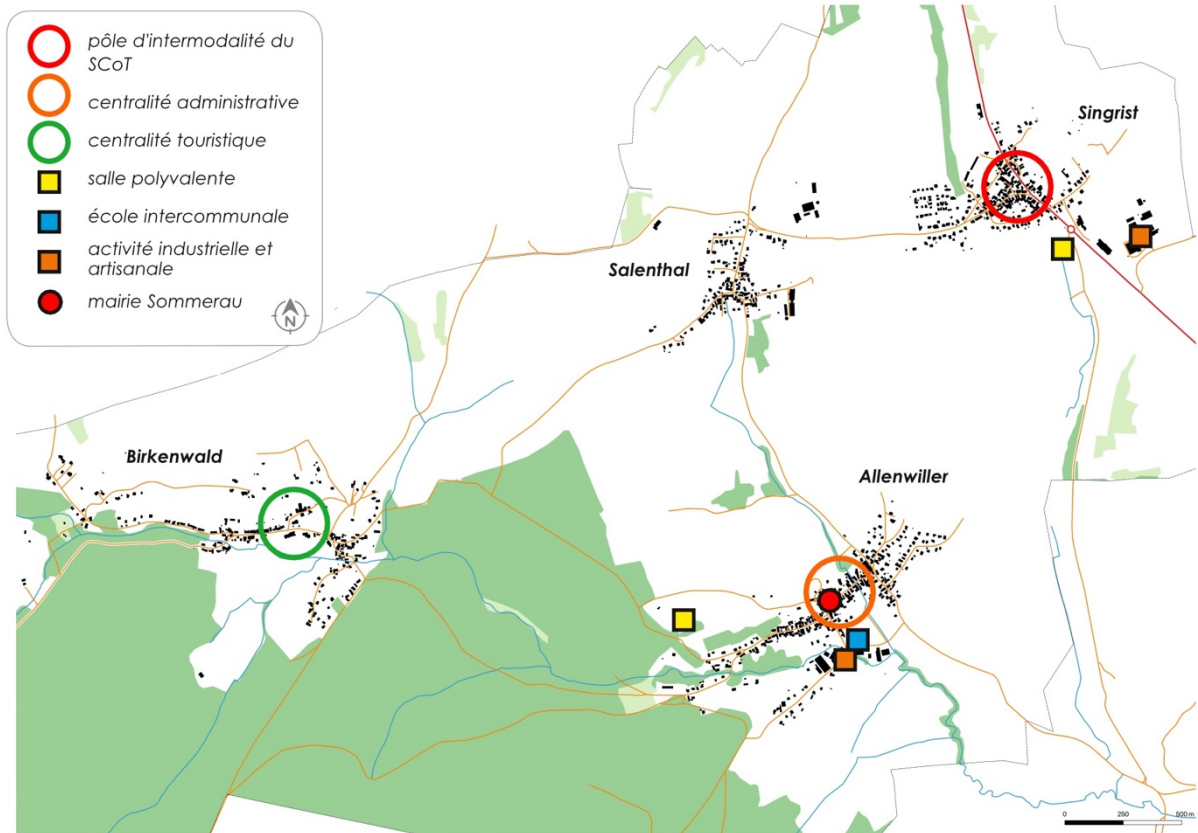 pôle d'intermodalité du
SCoT
centralité administrative
centralité touristique
salle polyvalente
école intercommunale
activité industrielle et
artisanale
mairie Sommerau
N
Singrist
Salenthal
Birkenwald
Allenwiller
0 250 500 m